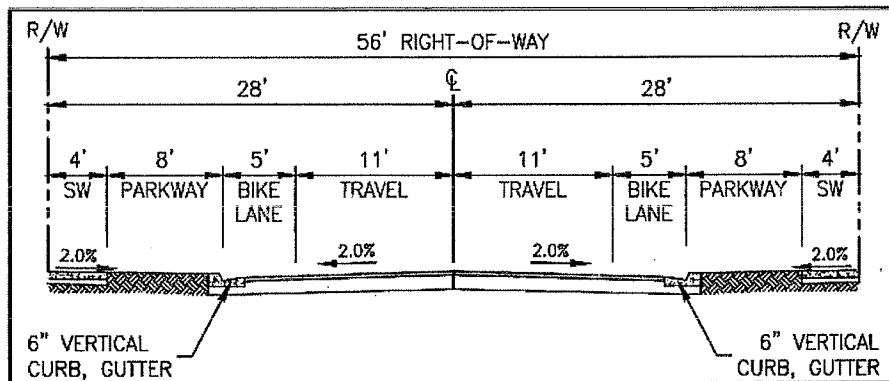 R/W
R/W
56' RIGHT-OF-WAY
℄
28'
28'
4'
8'
5'
11'
11'
5'
8'
4'
SW
PARKWAY
BIKE
LANE
TRAVEL
TRAVEL
BIKE
LANE
PARKWAY
SW
2.0%
2.0%
2.0%
2.0%
6" VERTICAL
CURB, GUTTER
6" VERTICAL
CURB, GUTTER